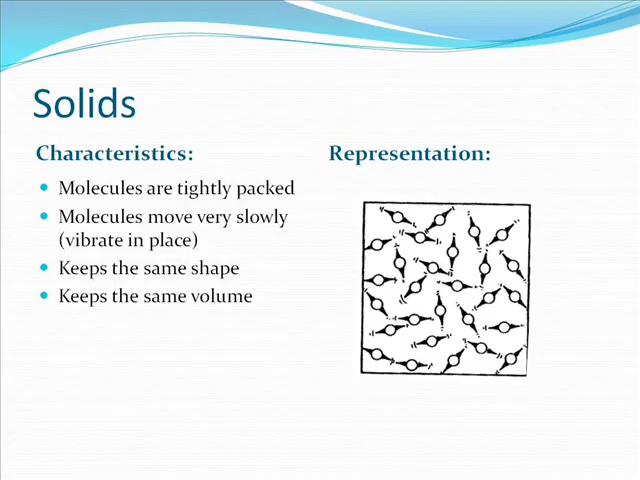 Solids
Characteristics:
Molecules are tightly packed
Molecules move very slowly
(vibrate in place)
Keeps the same shape
Keeps the same volume
Representation: